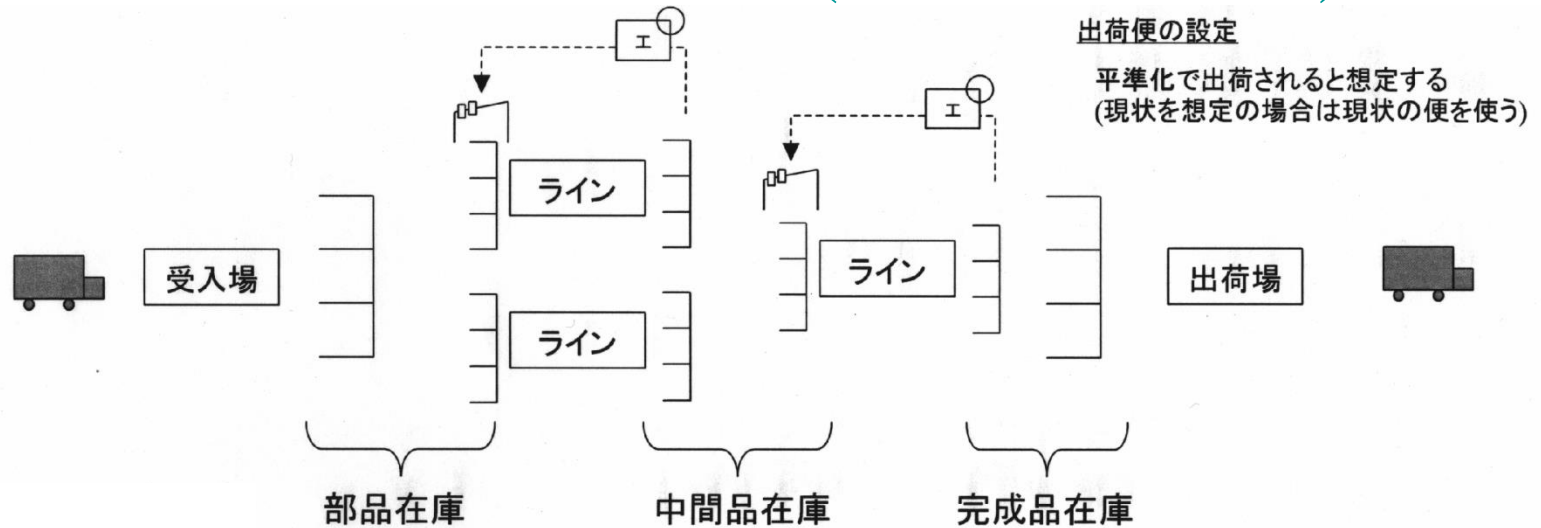 出荷便の設定
平準化で出荷されると想定する
(現状を想定の場合は現状の便を使う)
エ
エ
ライン
受入場
ライン
出荷場
ライン
部品在庫
中間品在庫
完成品在庫